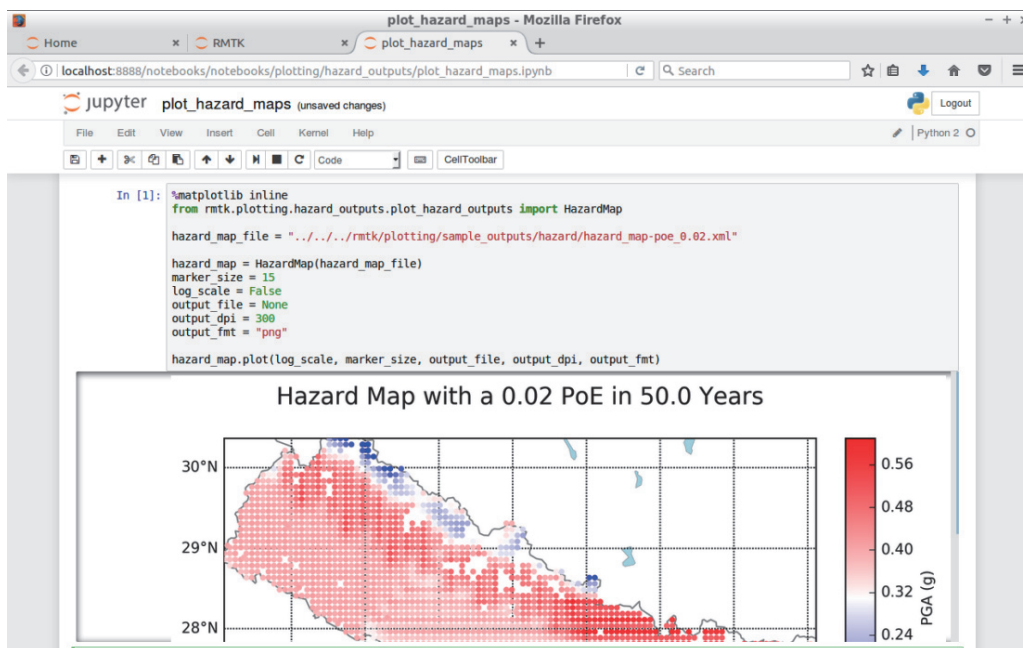 plot_hazard_maps - Mozilla Firefox
Home
RMTK
plot_hazard_maps
localhost:8888/notebooks/notebooks/plotting/hazard_outputs/plot_hazard_maps.ipynb
Search
jupyter plot_hazard_maps (unsaved changes)
Logout
File Edit View Insert Cell Kernel Help
Python 2
Code
CellToolbar
In [1]: %matplotlib inline
from rmtk.plotting.hazard_outputs.plot_hazard_outputs import HazardMap
hazard_map_file = "../../../rmtk/plotting/sample_outputs/hazard/hazard_map-poe_0.02.xml"
hazard_map = HazardMap(hazard_map_file)
marker_size = 15
log_scale = False
output_file = None
output_dpi = 300
output_fmt = "png"
hazard_map.plot(log_scale, marker_size, output_file, output_dpi, output_fmt)
Hazard Map with a 0.02 PoE in 50.0 Years
30°N
29°N
28°N
0.56
0.48
0.40
0.32
0.24
PGA (g)